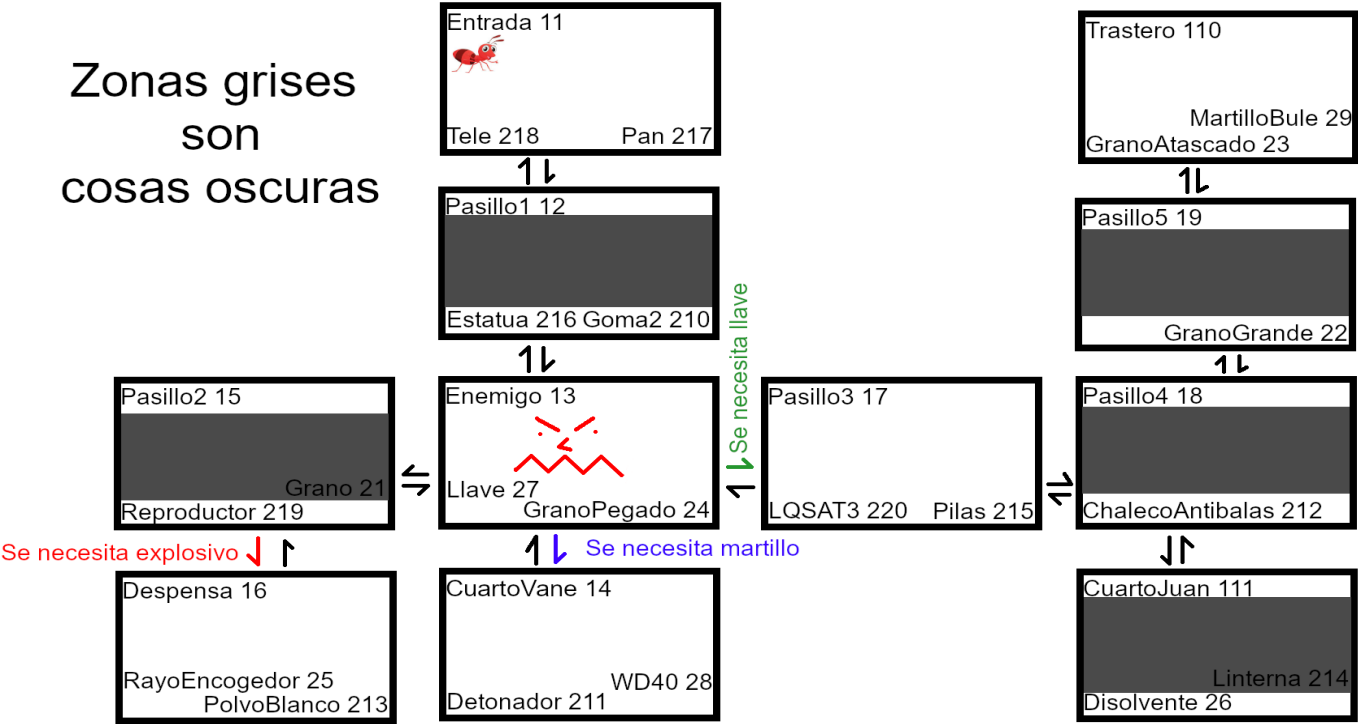 Zonas grises
son
cosas oscuras
Entrada 11
Tele 218 Pan 217
Trastero 110
MartilloBule 29
GranoAtascado 23
Pasillo1 12
Estatua 216 Goma2 210
Pasillo5 19
GranoGrande 22
Se necesita llave
Pasillo2 15
Grano 21
Reproductor 219
Enemigo 13
Llave 27
GranoPegado 24
Pasillo3 17
LQSAT3 220 Pilas 215
Pasillo4 18
ChalecoAntibalas 212
Se necesita explosivo
Se necesita martillo
Despensa 16
RayoEncogedor 25
PolvoBlanco 213
CuartoVane 14
WD40 28
Detonador 211
CuartoJuan 111
Linterna 214
Disolvente 26